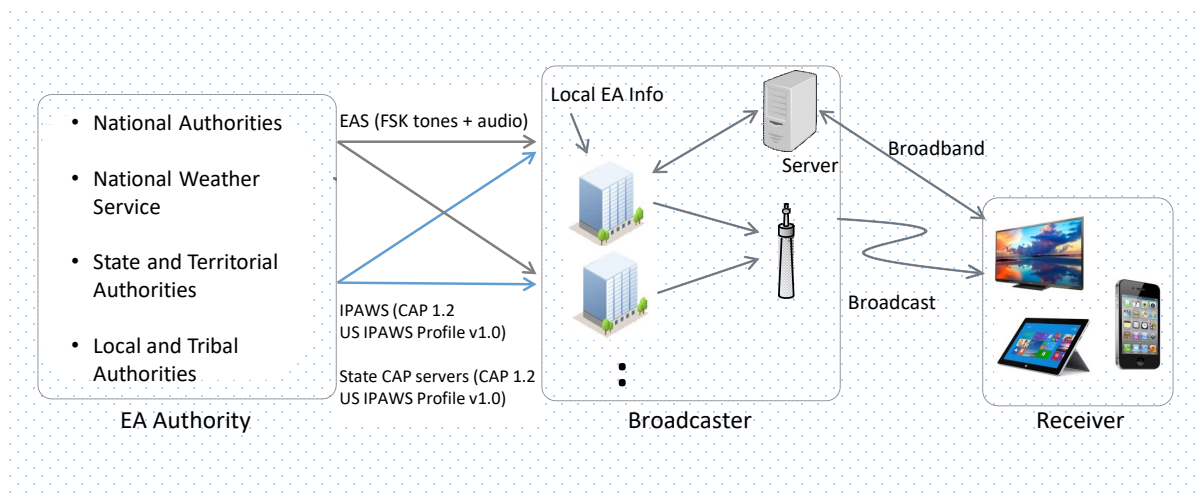 • National Authorities
• National Weather
Service
• State and Territorial
Authorities
• Local and Tribal
Authorities
EA Authority
EAS (FSK tones + audio)
IPAWS (CAP 1.2
US IPAWS Profile v1.0)
State CAP servers (CAP 1.2
US IPAWS Profile v1.0)
Local EA Info
Server
Broadcaster
Broadband
Broadcast
Receiver